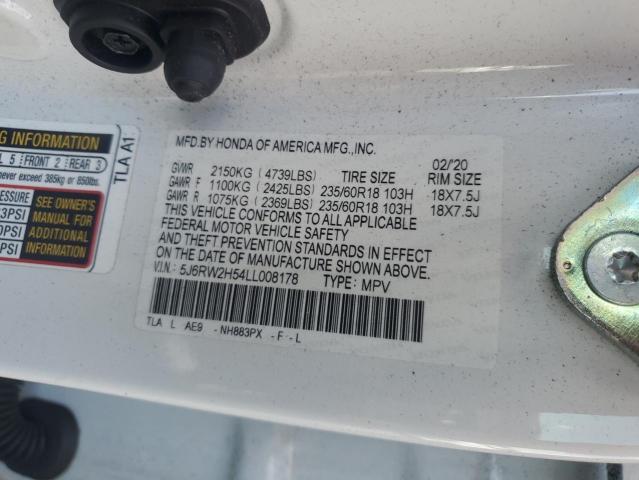 G INFORMATION
L 5 FRONT 2 REAR 3
never exceed 385kg or 850lbs.
SEE OWNER'S
MANUAL FOR
ADDITIONAL
INFORMATION
3PSI
0PSI
PSI
TLA A1
MFD.BY HONDA OF AMERICA MFG.,INC.
02/'20
GVWR 2150KG (4739LBS) TIRE SIZE RIM SIZE
GAWR F 1100KG (2425LBS) 235/60R18 103H 18X7.5J
GAWR R 1075KG (2369LBS) 235/60R18 103H 18X7.5J
THIS VEHICLE CONFORMS TO ALL APPLICABLE
FEDERAL MOTOR VEHICLE SAFETY
AND THEFT PREVENTION STANDARDS IN EFFECT
ON THE DATE OF MANUFACTURE SHOWN ABOVE.
V.I.N.: 5J6RW2H54LL008178 TYPE: MPV
TLA L AE9 -NH883PX -F -L